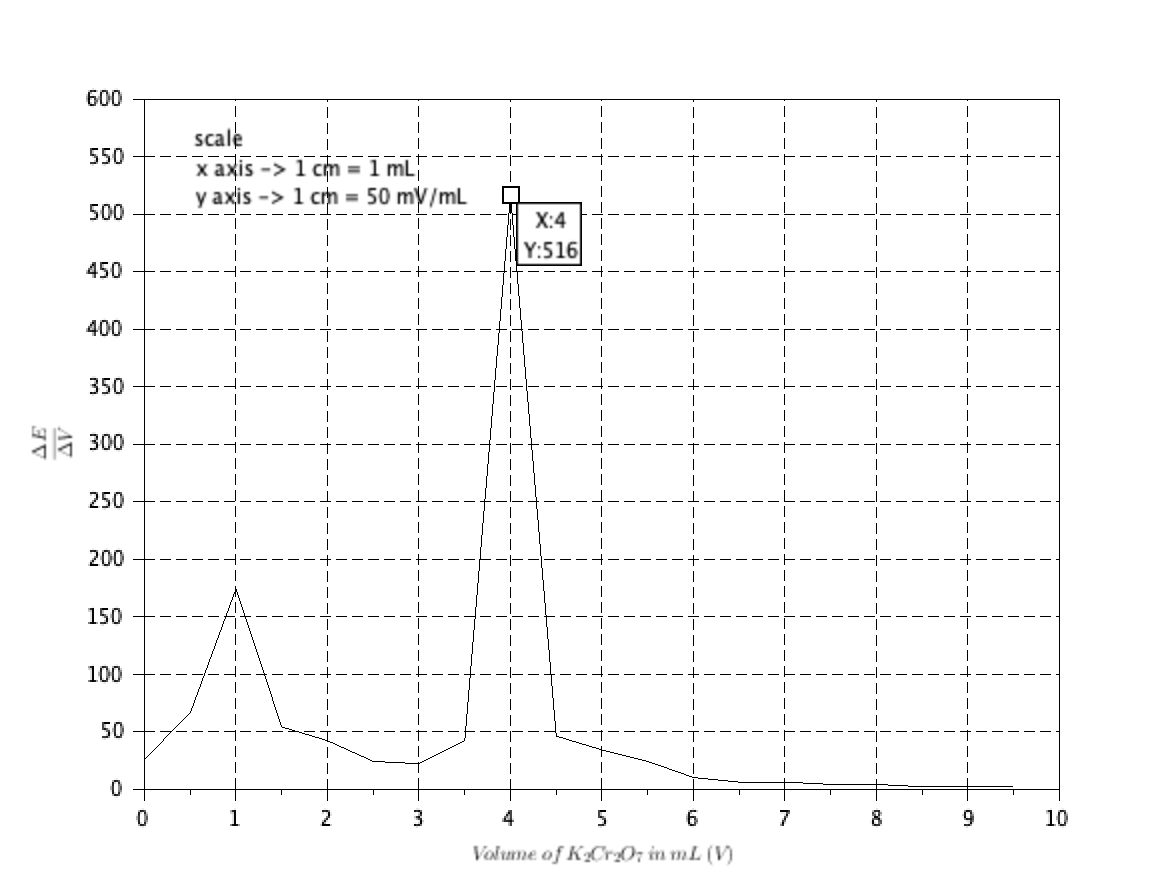 600
scale
550
x axis -> 1 cm = 1 mL
y axis -> 1 cm = 50 mV/mL
500
X:4
Y:516
450
400
350
ΔE/ΔV
300
250
200
150
100
50
0
0 1 2 3 4 5 6 7 8 9 10
Volume of K₂Cr₂O₇ in mL (V)